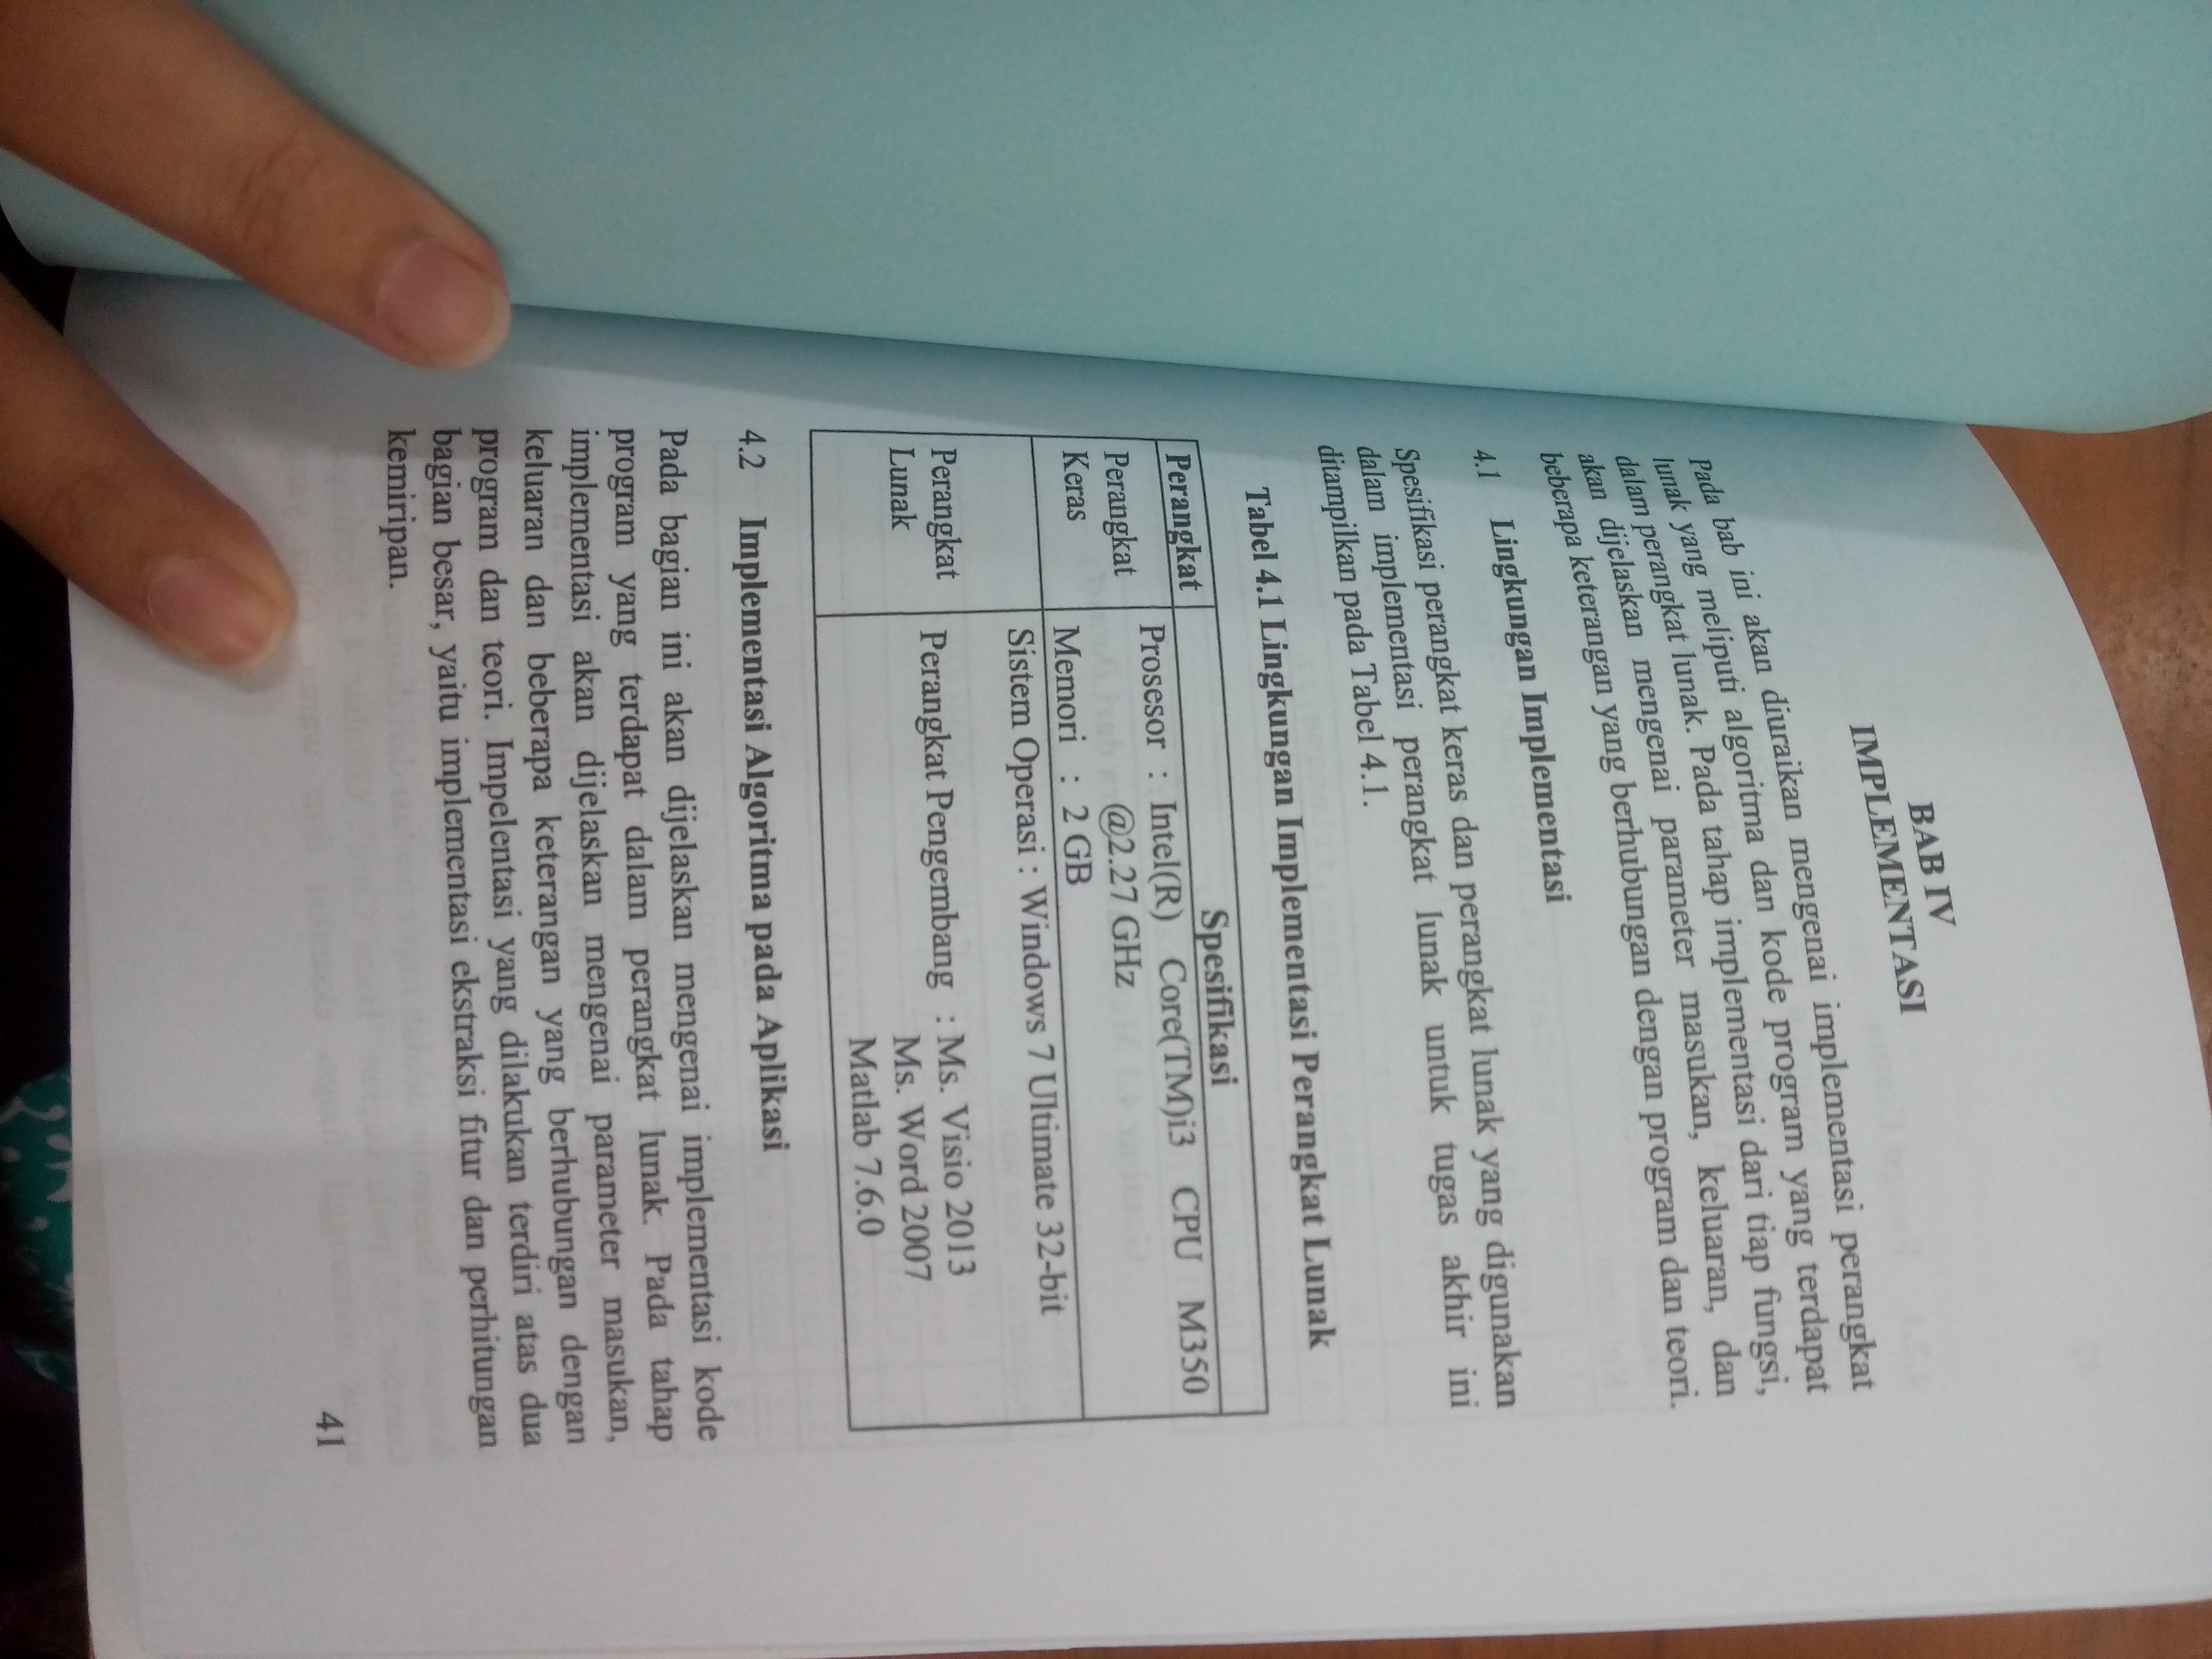 BAB IV
IMPLEMENTASI
Pada bab ini akan diuraikan mengenai implementasi perangkat
lunak yang meliputi algoritma dan kode program yang terdapat
dalam perangkat lunak. Pada tahap implementasi dari tiap fungsi,
akan dijelaskan mengenai parameter masukan, keluaran, dan
beberapa keterangan yang berhubungan dengan program dan teori.
4.1 Lingkungan Implementasi
Spesifikasi perangkat keras dan perangkat lunak yang digunakan
dalam implementasi perangkat lunak untuk tugas akhir ini
ditampilkan pada Tabel 4.1.
Tabel 4.1 Lingkungan Implementasi Perangkat Lunak
Perangkat Spesifikasi
Perangkat Keras
Prosesor : Intel(R) Core(TM)i3 CPU M350
@2.27 GHz
Memori : 2 GB
Perangkat Lunak
Sistem Operasi : Windows 7 Ultimate 32-bit
Perangkat Pengembang : Ms. Visio 2013
Ms. Word 2007
Matlab 7.6.0
4.2 Implementasi Algoritma pada Aplikasi
Pada bagian ini akan dijelaskan mengenai implementasi kode
program yang terdapat dalam perangkat lunak. Pada tahap
implementasi akan dijelaskan mengenai parameter masukan,
keluaran dan beberapa keterangan yang berhubungan dengan
program dan teori. Impelentasi yang dilakukan terdiri atas dua
bagian besar, yaitu implementasi ekstraksi fitur dan perhitungan
kemiripan.
41